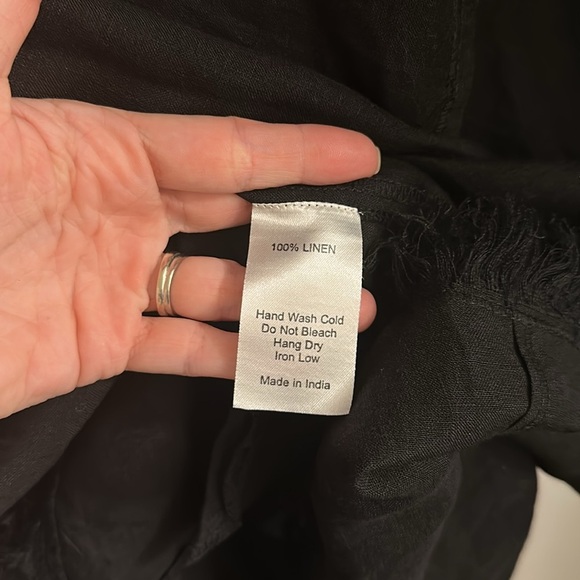 100% LINEN
Hand Wash Cold
Do Not Bleach
Hang Dry
Iron Low
Made in India